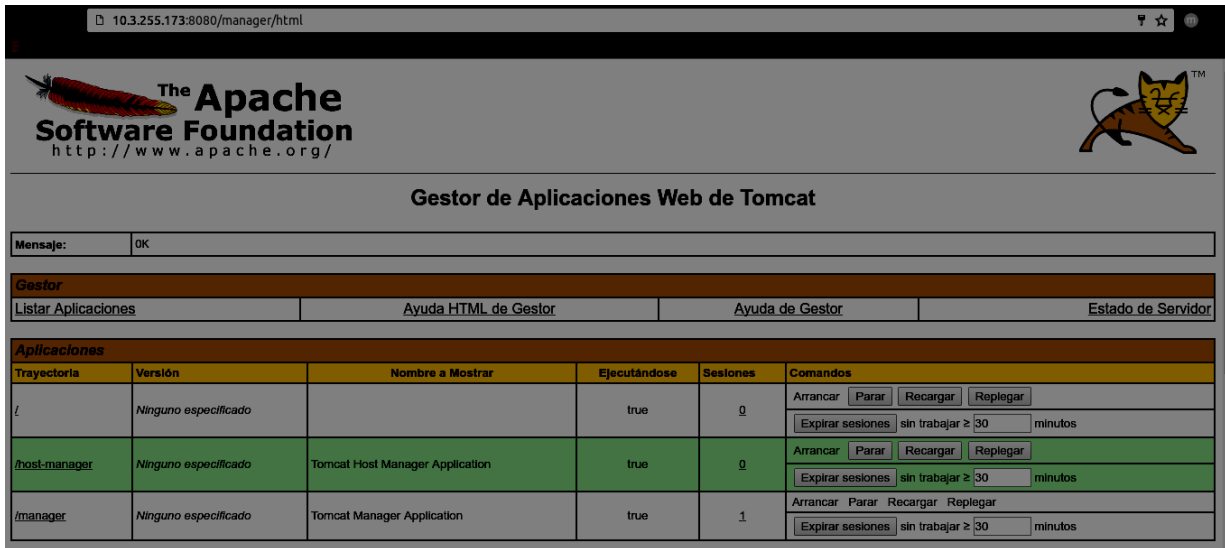 10.3.255.173:8080/manager/html
m
The Apache
Software Foundation
http://www.apache.org/
TM
Gestor de Aplicaciones Web de Tomcat
Mensaje: OK
Gestor
Listar Aplicaciones Ayuda HTML de Gestor Ayuda de Gestor Estado de Servidor
Aplicaciones
Trayectoria Versión Nombre a Mostrar Ejecutándose Sesiones Comandos
/ Ninguno especificado true 0 Arrancar Parar Recargar Replegar
Expirar sesiones sin trabajar ≥ 30 minutos
/host-manager Ninguno especificado Tomcat Host Manager Application true 0 Arrancar Parar Recargar Replegar
Expirar sesiones sin trabajar ≥ 30 minutos
/manager Ninguno especificado Tomcat Manager Application true 1 Arrancar Parar Recargar Replegar
Expirar sesiones sin trabajar ≥ 30 minutos